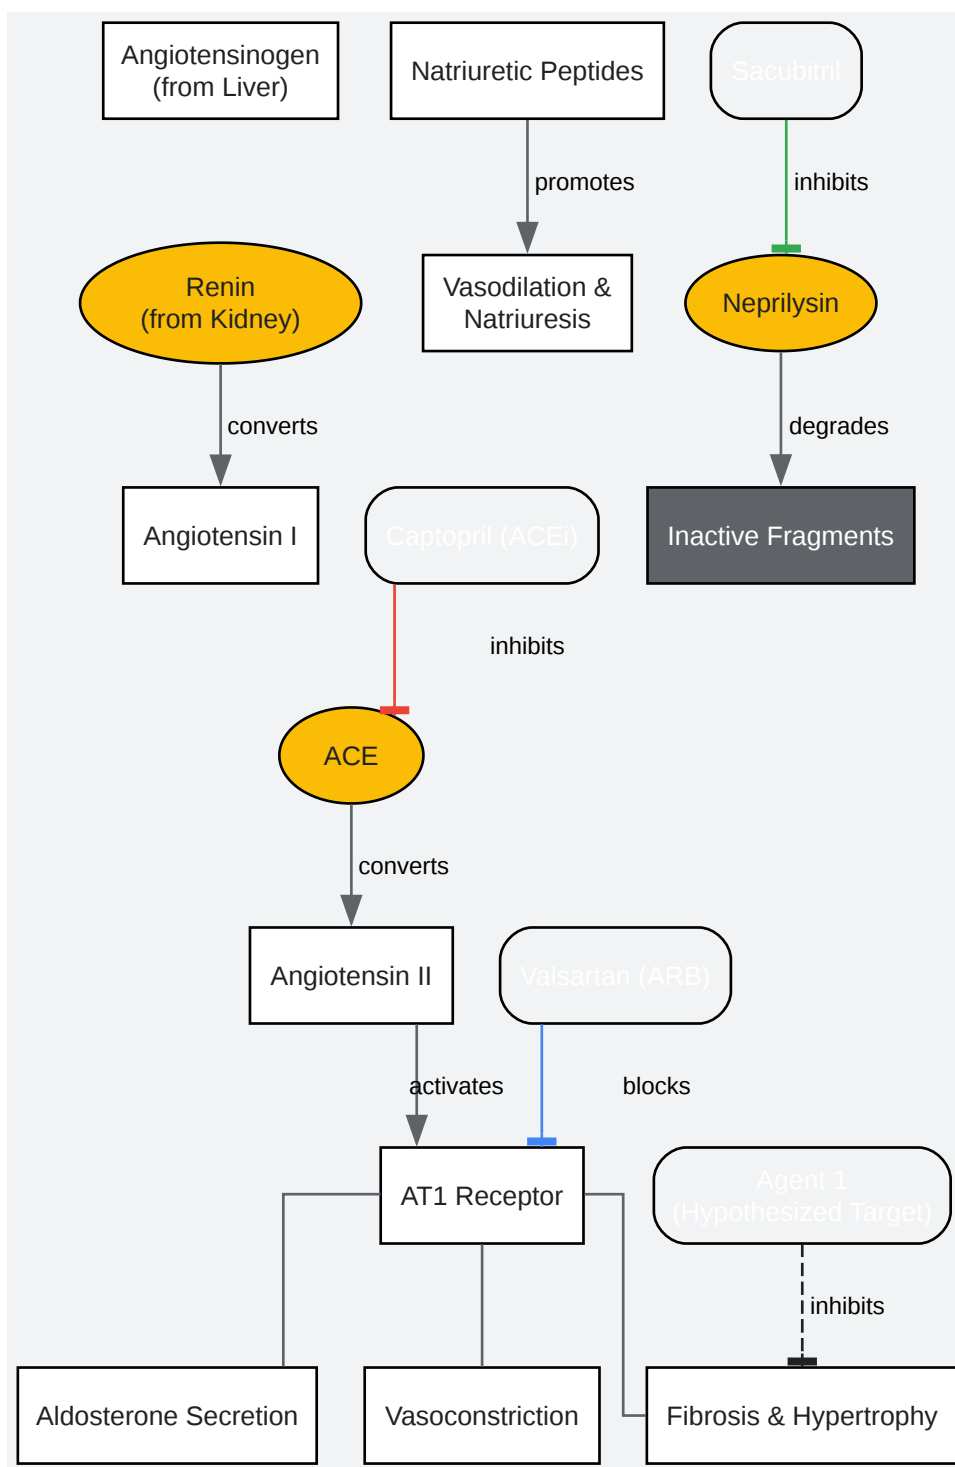 Angiotensinogen
(from Liver)
Natriuretic Peptides
Sacubitril
promotes
inhibits
Renin
(from Kidney)
Vasodilation &
Natriuresis
Neprilysin
converts
degrades
Angiotensin I
Captopril (ACEi)
Inactive Fragments
inhibits
ACE
converts
Angiotensin II
Valsartan (ARB)
activates
blocks
AT1 Receptor
Agent 1
(Hypothesized Target)
inhibits
Aldosterone Secretion
Vasoconstriction
Fibrosis & Hypertrophy